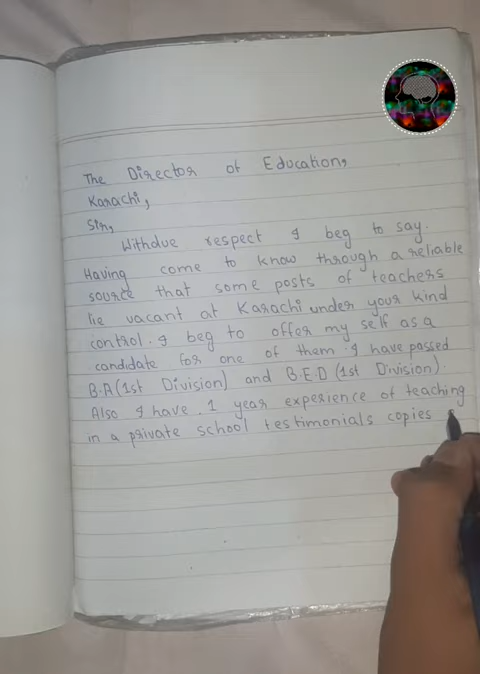 The Director of Education,
Karachi,
Sir,
Withdue respect I beg to say.
Having come to know through a reliable
source that some posts of teachers
lie vacant at Karachi under your kind
control. I beg to offer my self as a
candidate for one of them. I have passed
B.A (1st Division) and B.E.D (1st Division).
Also I have 1 year experience of teaching
in a private school testimonials copies